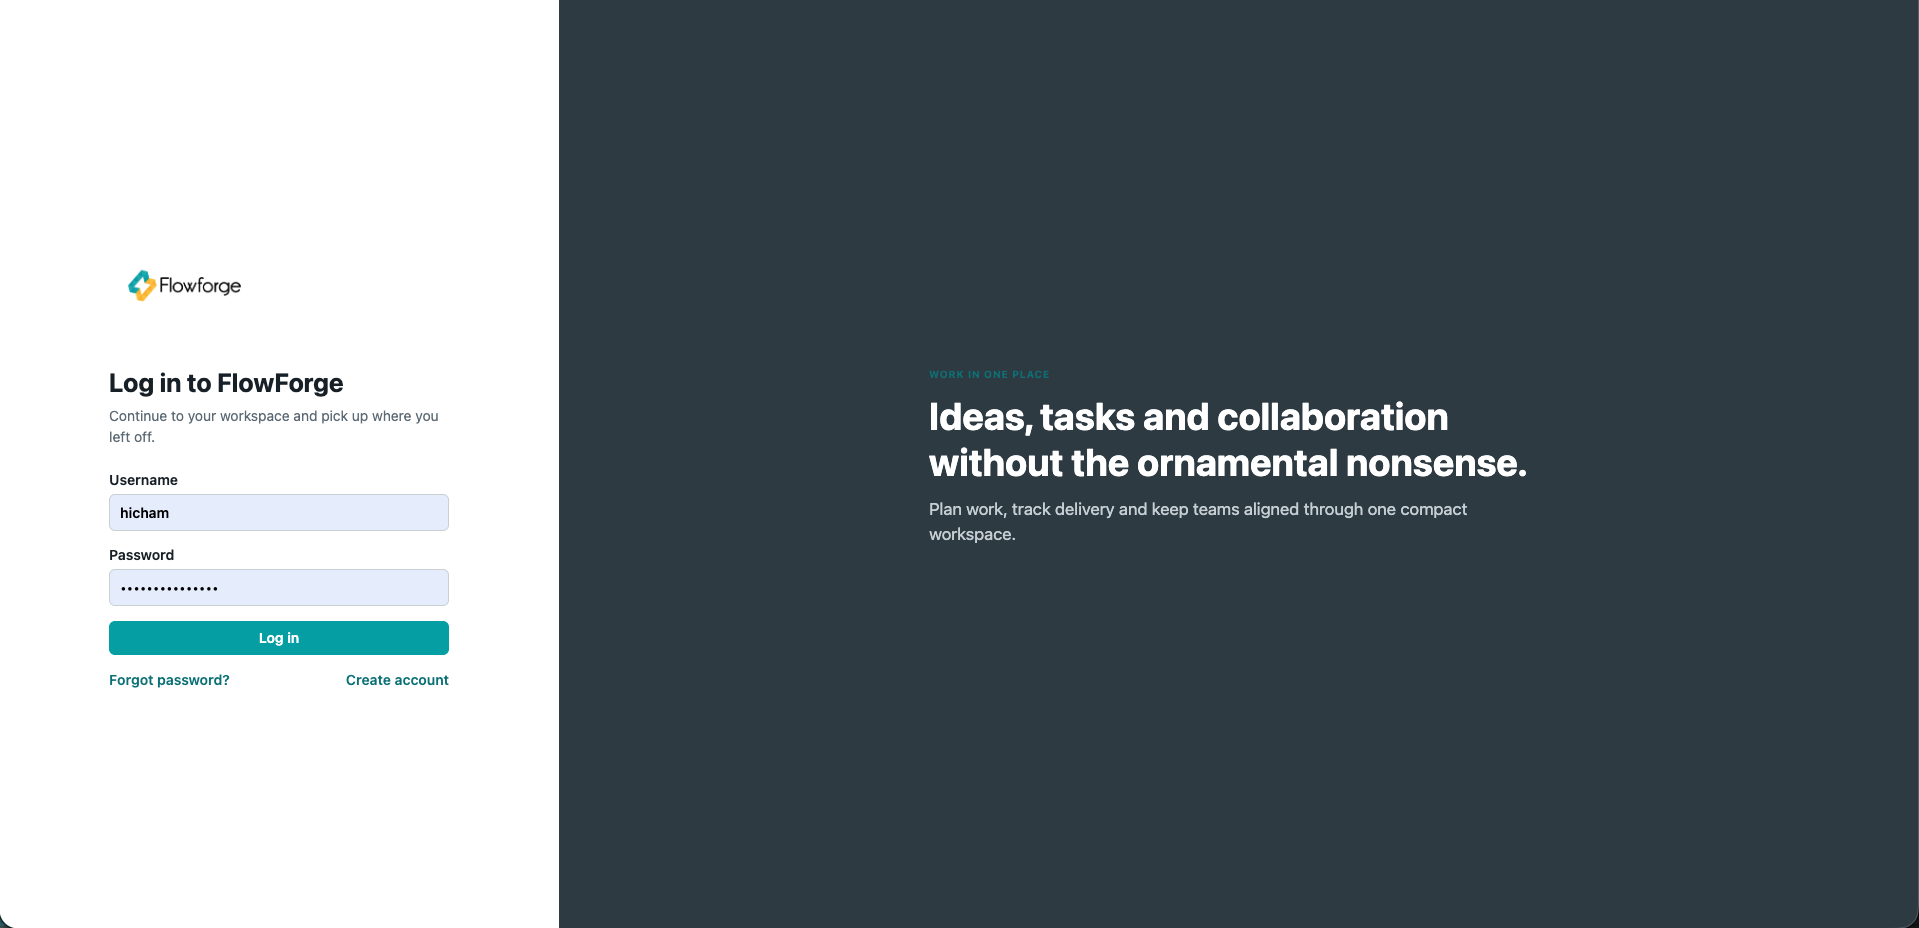 Flowforge
Log in to FlowForge
Continue to your workspace and pick up where you
left off.
Username
hicham
Password
•••••••••••••••
Log in
Forgot password?
Create account
WORK IN ONE PLACE
Ideas, tasks and collaboration
without the ornamental nonsense.
Plan work, track delivery and keep teams aligned through one compact
workspace.